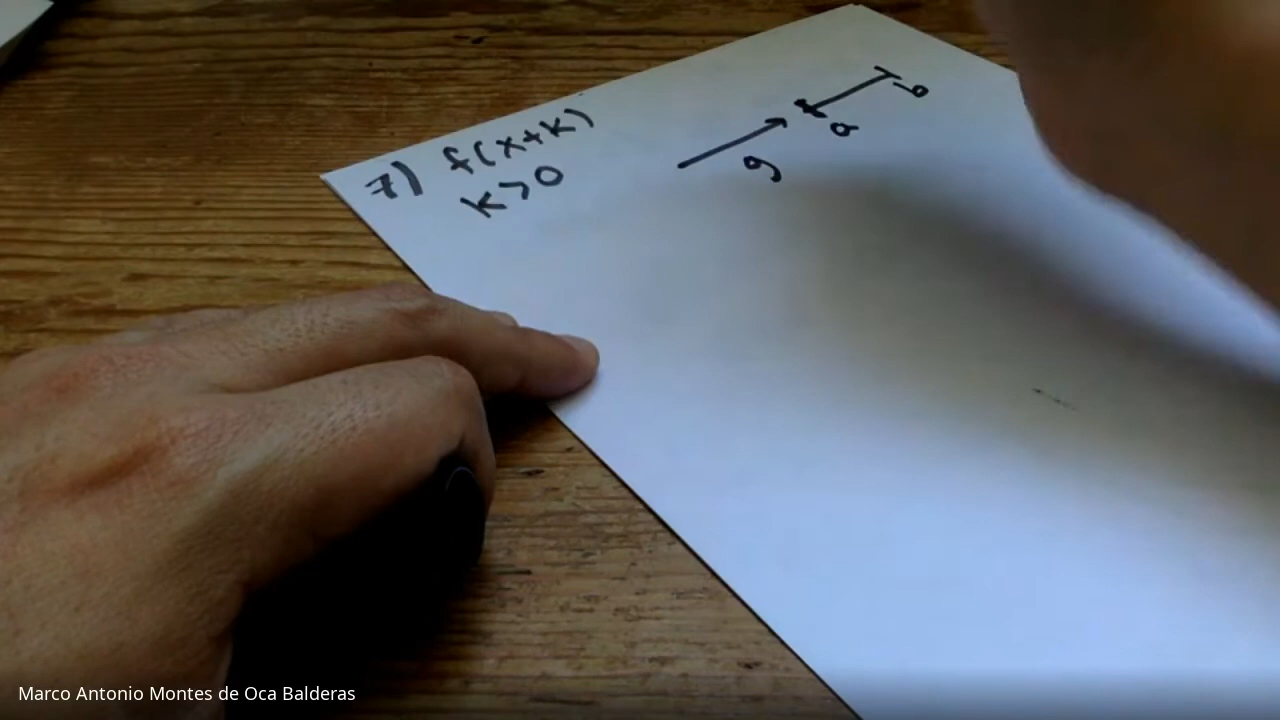 7) f(x+k)
k>0
g
a
b
Marco Antonio Montes de Oca Balderas